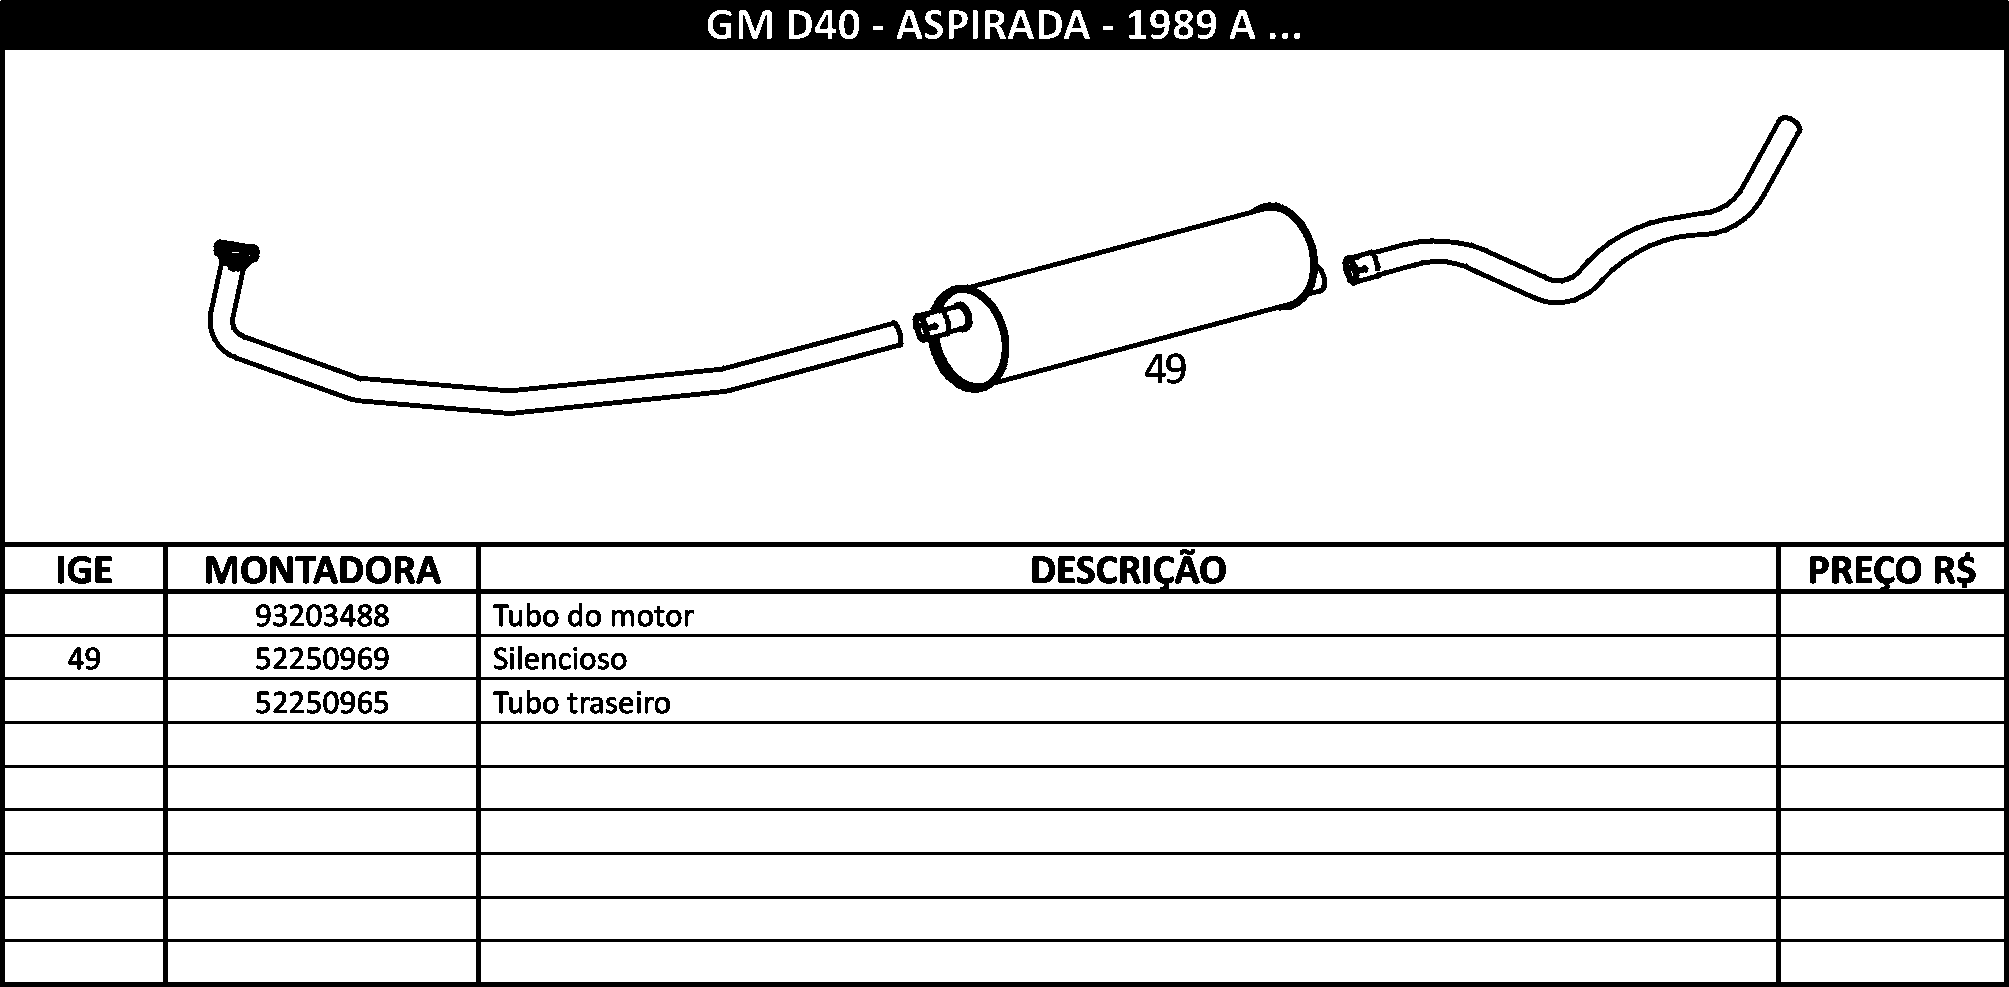 GM D40 - ASPIRADA - 1989 A ...
49
IGE MONTADORA DESCRIÇÃO PREÇO R$
93203488 Tubo do motor
49 52250969 Silencioso
52250965 Tubo traseiro